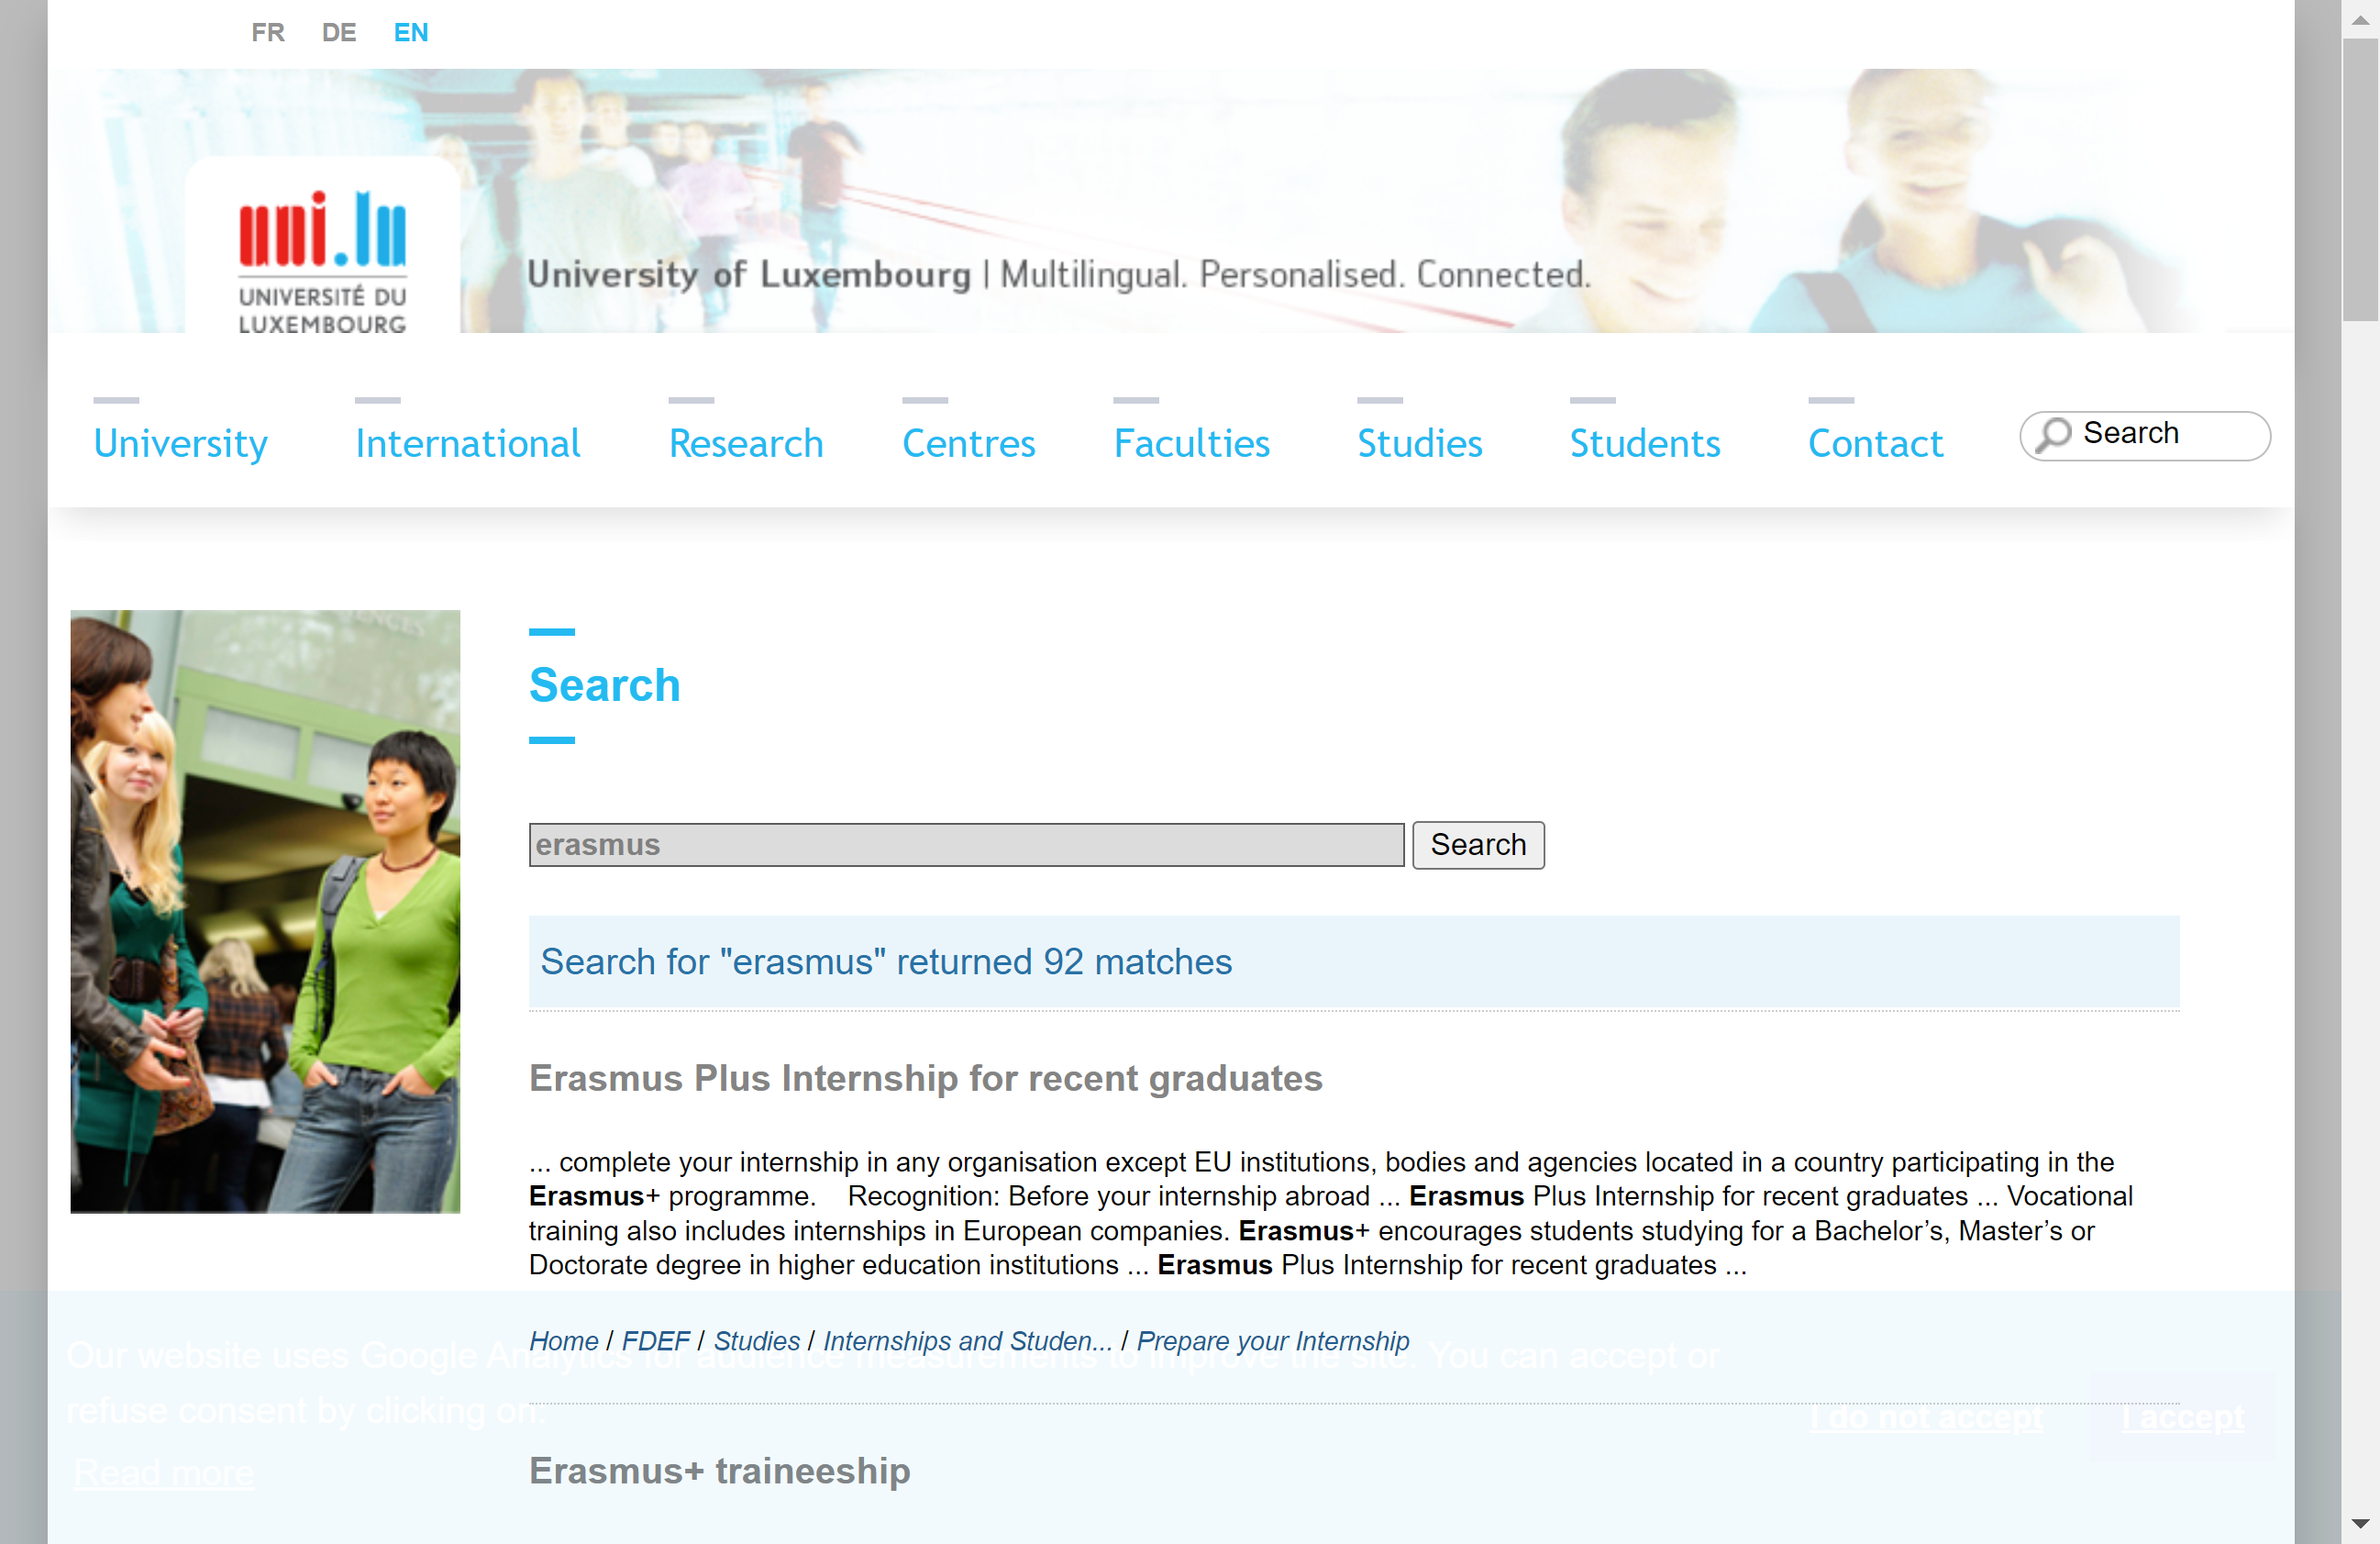 FR DE EN
uni.lu
UNIVERSITÉ DU
LUXEMBOURG
University of Luxembourg | Multilingual. Personalised. Connected.
University International Research Centres Faculties Studies Students Contact Search
Search
erasmus Search
Search for "erasmus" returned 92 matches
Erasmus Plus Internship for recent graduates
... complete your internship in any organisation except EU institutions, bodies and agencies located in a country participating in the
Erasmus+ programme. Recognition: Before your internship abroad ... Erasmus Plus Internship for recent graduates ... Vocational
training also includes internships in European companies. Erasmus+ encourages students studying for a Bachelor’s, Master’s or
Doctorate degree in higher education institutions ... Erasmus Plus Internship for recent graduates ...
Home / FDEF / Studies / Internships and Studen... / Prepare your Internship
Our website uses Google Analytics for audience measurements to improve the site. You can accept or
refuse consent by clicking on:
I do not accept I accept
Read more
Erasmus+ traineeship